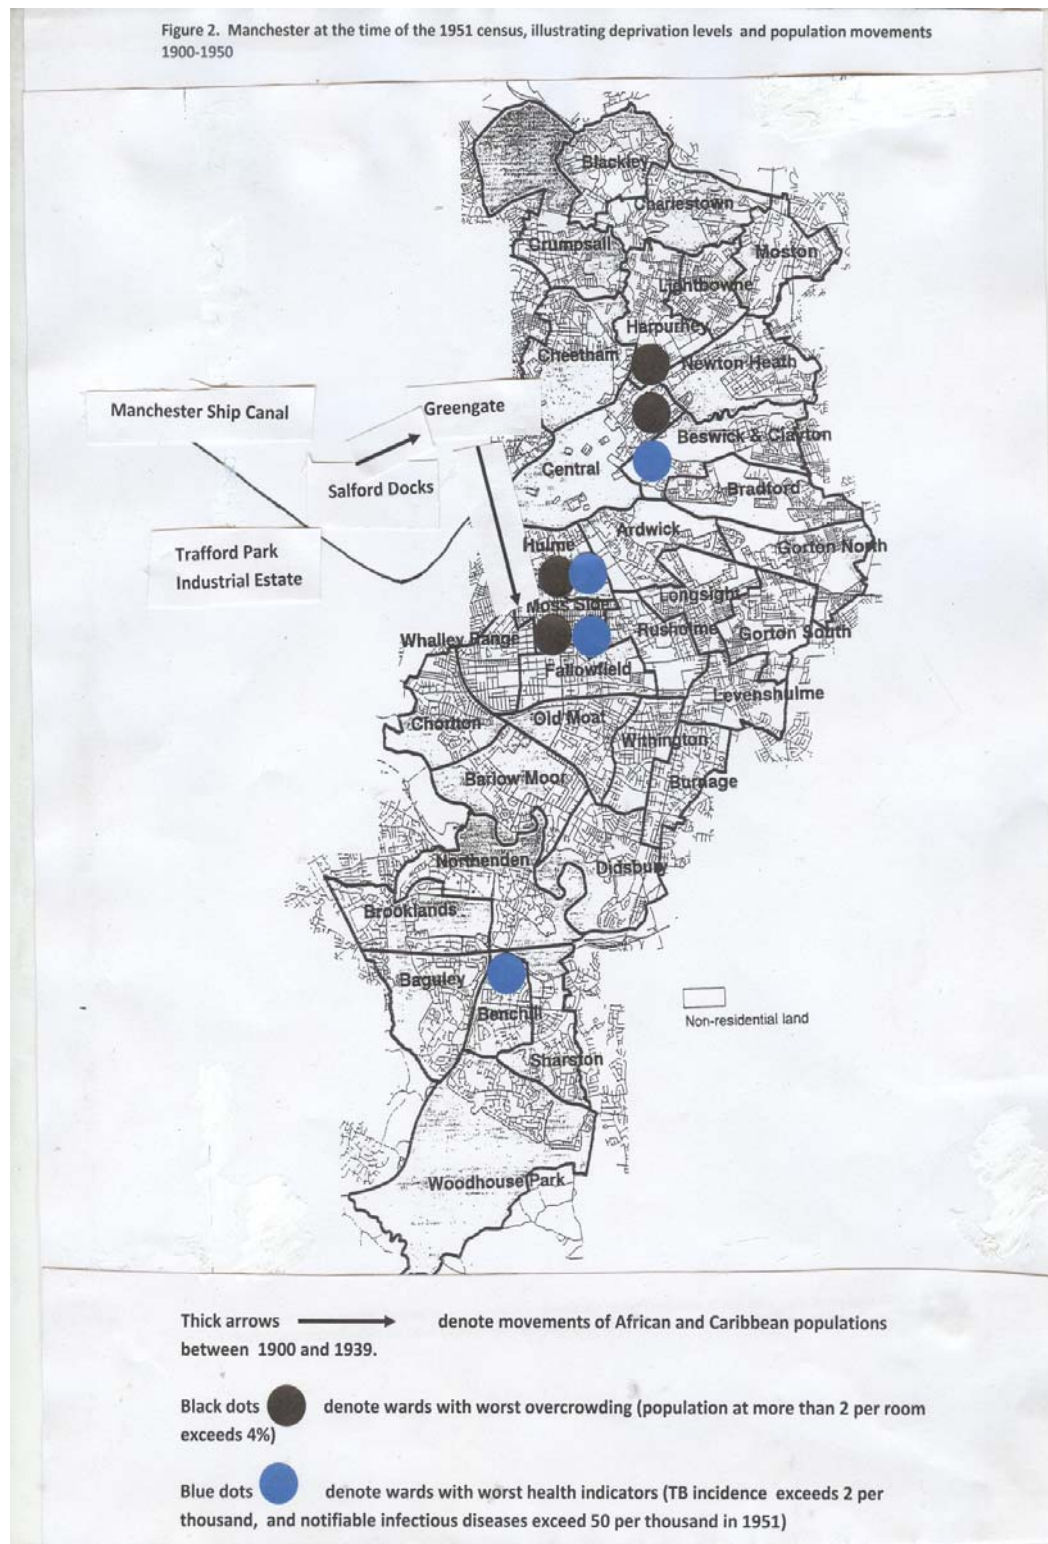 Figure 2. Manchester at the time of the 1951 census, illustrating deprivation levels and population movements
1900-1950
Blackley
Charlestown
Crumpsall
Moston
Lightbowne
Harpurhey
Cheetham
Newton Heath
Manchester Ship Canal
Greengate
Beswick & Clayton
Central
Salford Docks
Bradford
Ardwick
Hulme
Gorton North
Trafford Park
Industrial Estate
Longsight
Moss Side
Whalley Range
Rusholme
Gorton South
Fallowfield
Levenshulme
Chorlton
Old Moat
Withington
Barlow Moor
Burnage
Northenden
Didsbury
Brooklands
Baguley
Benchill
Non-residential land
Sharston
Woodhouse Park
Thick arrows denote movements of African and Caribbean populations
between 1900 and 1939.
Black dots denote wards with worst overcrowding (population at more than 2 per room
exceeds 4%)
Blue dots denote wards with worst health indicators (TB incidence exceeds 2 per
thousand, and notifiable infectious diseases exceed 50 per thousand in 1951)